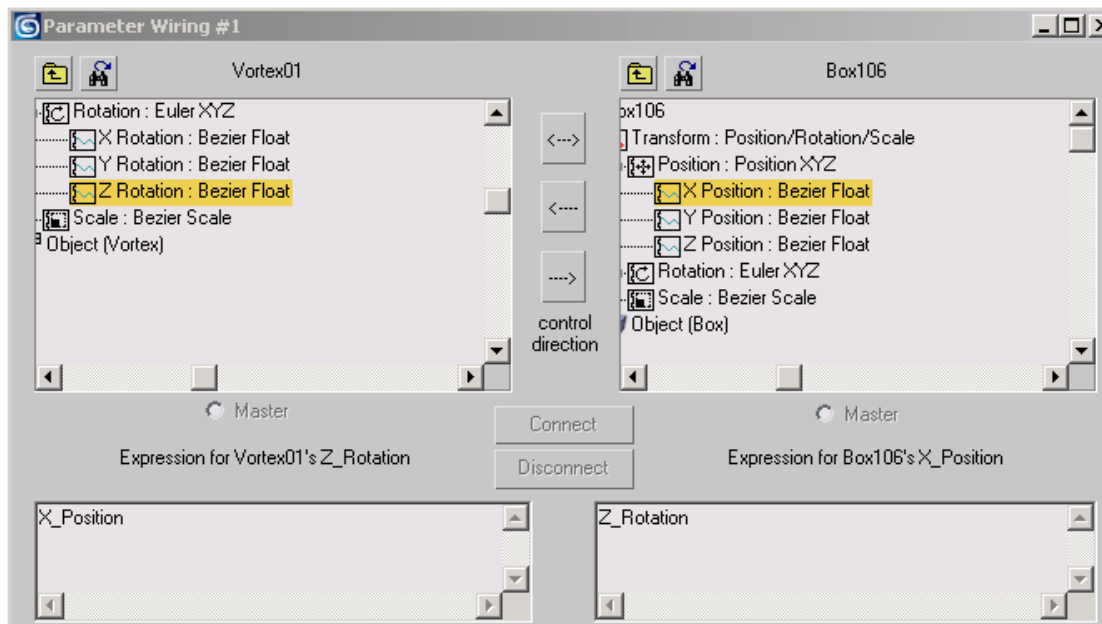 Parameter Wiring #1
Vortex01
Rotation : Euler XYZ
X Rotation : Bezier Float
Y Rotation : Bezier Float
Z Rotation : Bezier Float
Scale : Bezier Scale
Object (Vortex)
<--->
<----
---->
control
direction
Box106
ox106
Transform : Position/Rotation/Scale
Position : Position XYZ
X Position : Bezier Float
Y Position : Bezier Float
Z Position : Bezier Float
Rotation : Euler XYZ
Scale : Bezier Scale
Object (Box)
Master
Connect
Disconnect
Master
Expression for Vortex01's Z_Rotation
Expression for Box106's X_Position
X_Position
Z_Rotation